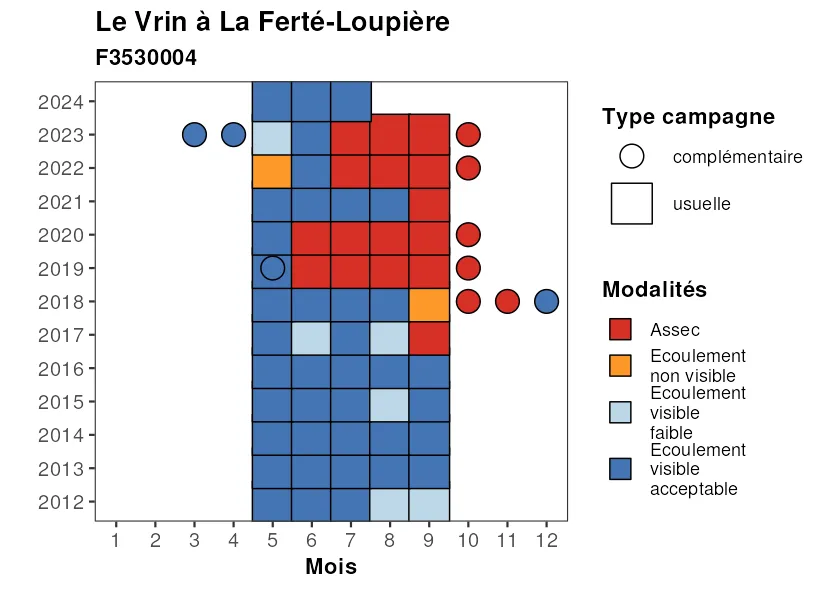 Le Vrin à La Ferté-Loupière
F3530004
2024
2023
2022
2021
2020
2019
2018
2017
2016
2015
2014
2013
2012
1 2 3 4 5 6 7 8 9 10 11 12
Mois
Type campagne
complémentaire
usuelle
Modalités
Assec
Ecoulement
non visible
Ecoulement
visible
faible
Ecoulement
visible
acceptable